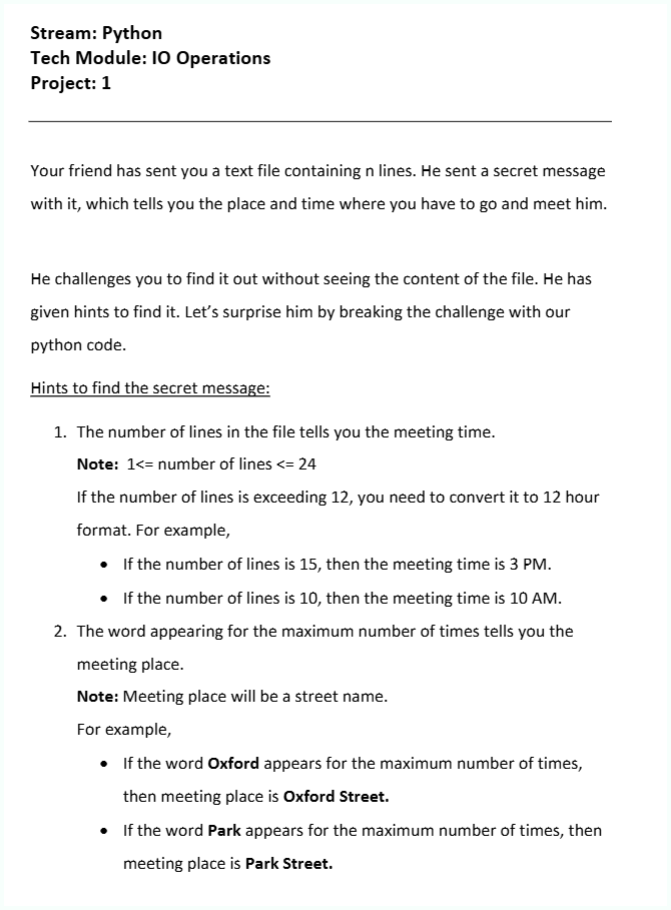 Stream: Python
Tech Module: IO Operations
Project: 1
Your friend has sent you a text file containing n lines. He sent a secret message
with it, which tells you the place and time where you have to go and meet him.
He challenges you to find it out without seeing the content of the file. He has
given hints to find it. Let’s surprise him by breaking the challenge with our
python code.
Hints to find the secret message:
1. The number of lines in the file tells you the meeting time.
Note: 1<= number of lines <= 24
If the number of lines is exceeding 12, you need to convert it to 12 hour
format. For example,
• If the number of lines is 15, then the meeting time is 3 PM.
• If the number of lines is 10, then the meeting time is 10 AM.
2. The word appearing for the maximum number of times tells you the
meeting place.
Note: Meeting place will be a street name.
For example,
• If the word Oxford appears for the maximum number of times,
then meeting place is Oxford Street.
• If the word Park appears for the maximum number of times, then
meeting place is Park Street.